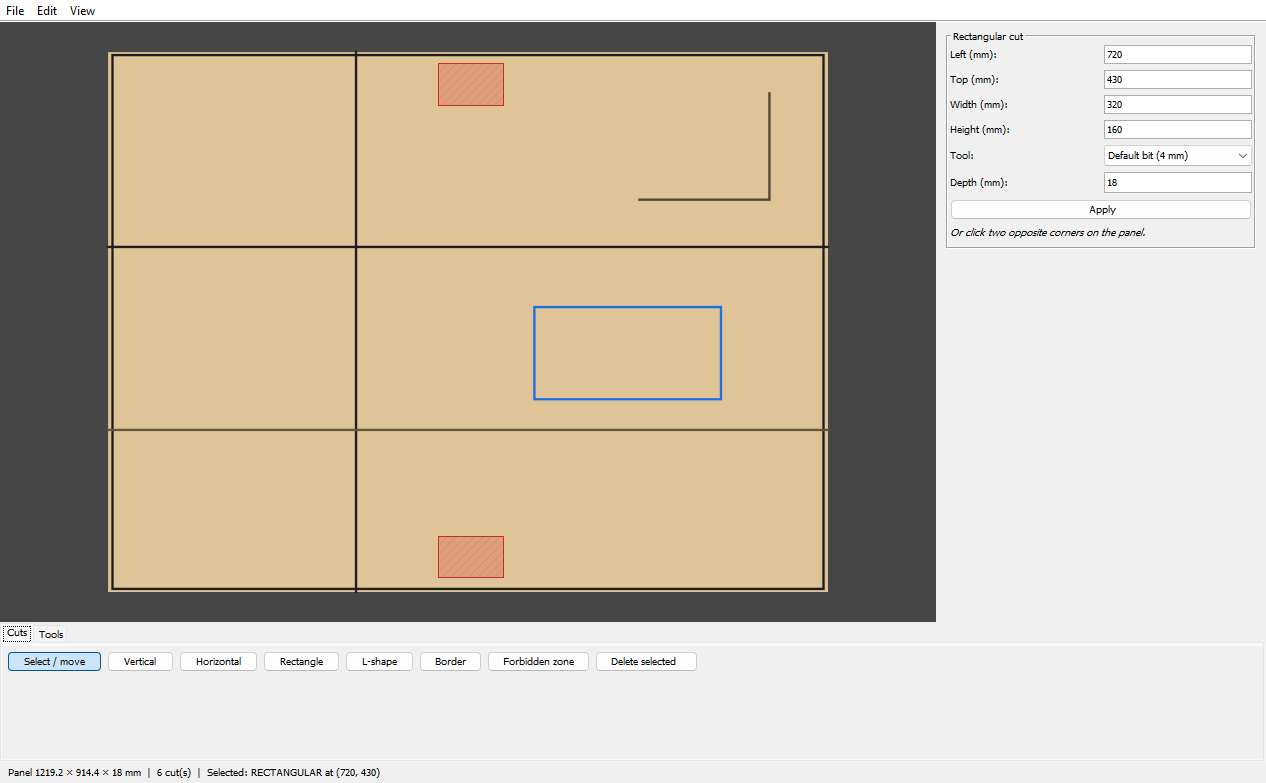 File Edit View
Rectangular cut
Left (mm): 720
Top (mm): 430
Width (mm): 320
Height (mm): 160
Tool: Default bit (4 mm)
Depth (mm): 18
Apply
Or click two opposite corners on the panel.
Cuts Tools
Select / move Vertical Horizontal Rectangle L-shape Border Forbidden zone Delete selected
Panel 1219.2 × 914.4 × 18 mm | 6 cut(s) | Selected: RECTANGULAR at (720, 430)